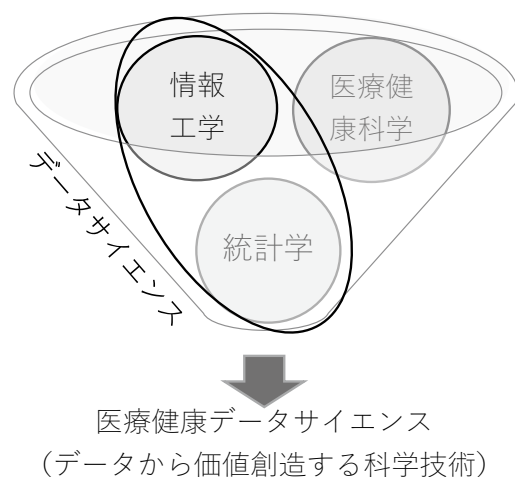 情報
工学
医療健
康科学
データサイエンス
統計学
医療健康データサイエンス
（データから価値創造する科学技術）